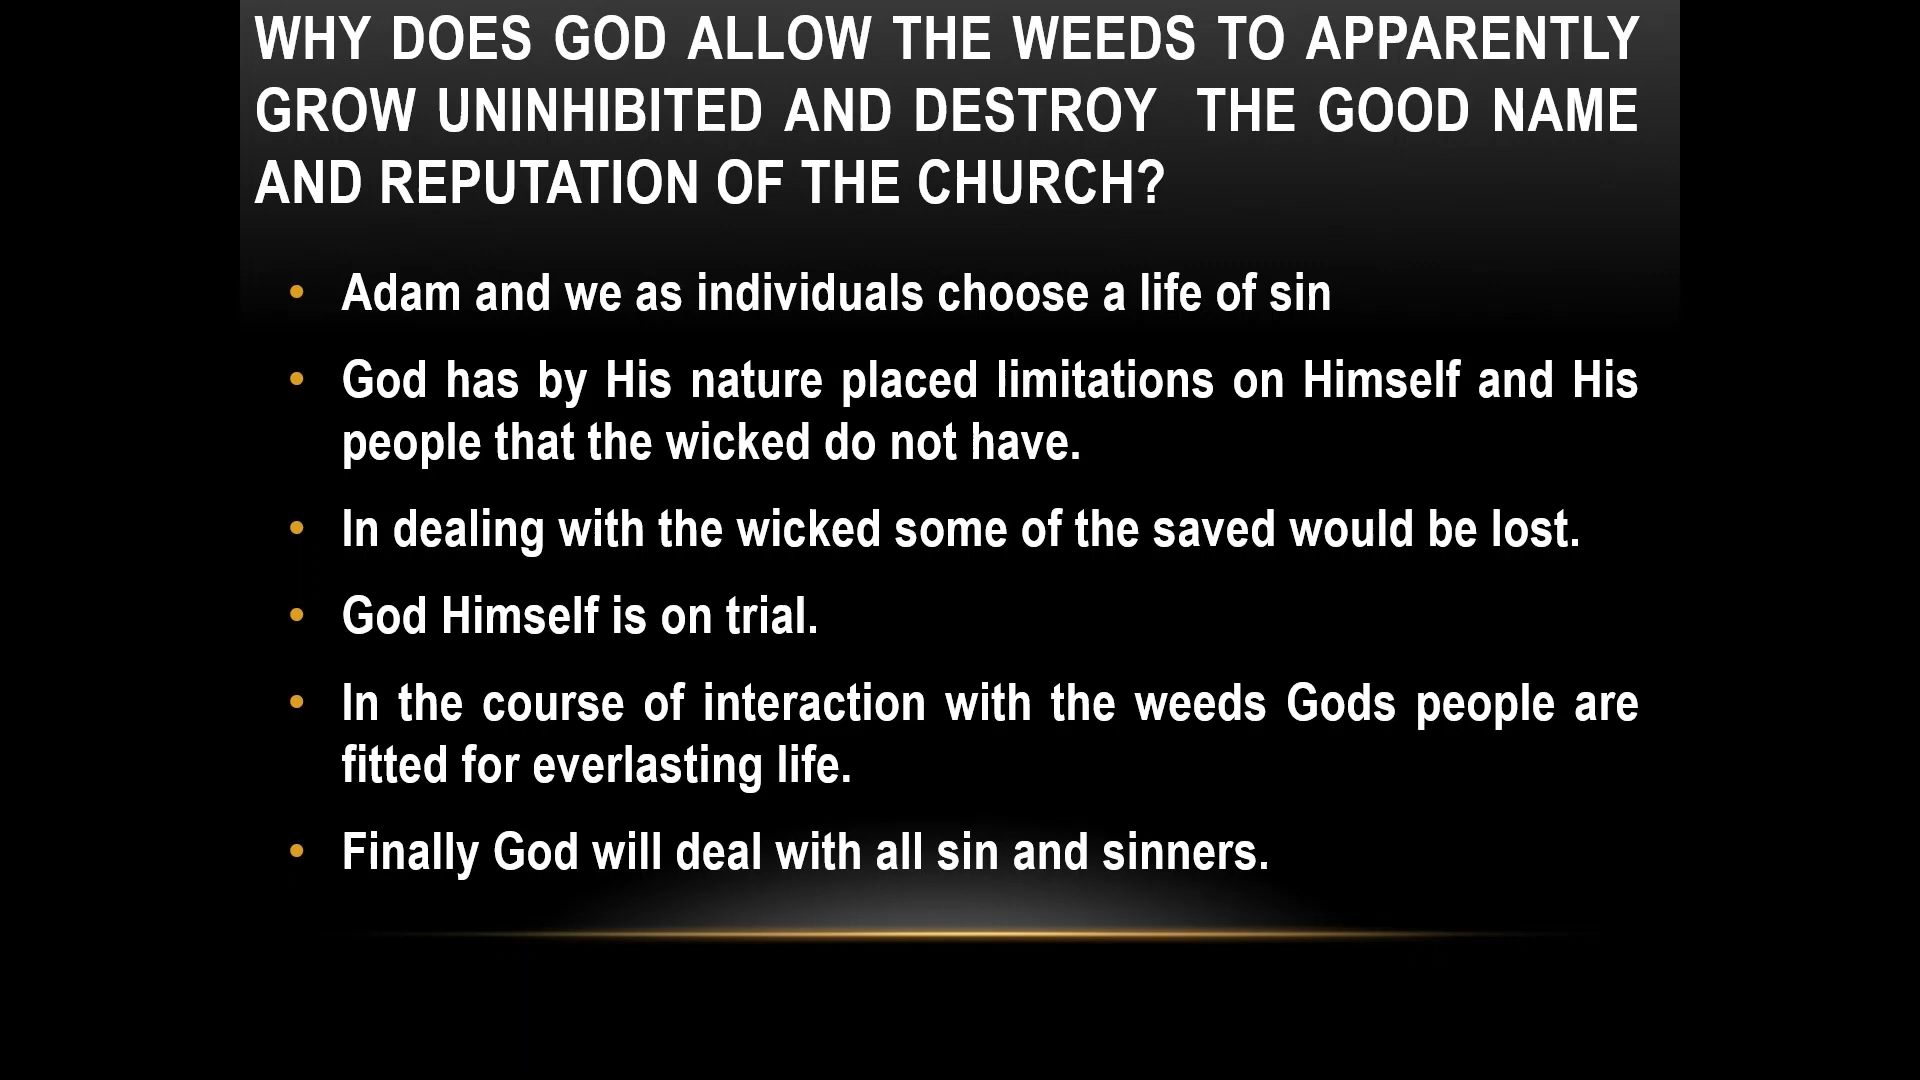 WHY DOES GOD ALLOW THE WEEDS TO APPARENTLY
GROW UNINHIBITED AND DESTROY  THE GOOD NAME
AND REPUTATION OF THE CHURCH?
• Adam and we as individuals choose a life of sin
• God has by His nature placed limitations on Himself and His
people that the wicked do not have.
• In dealing with the wicked some of the saved would be lost.
• God Himself is on trial.
• In the course of interaction with the weeds Gods people are
fitted for everlasting life.
• Finally God will deal with all sin and sinners.